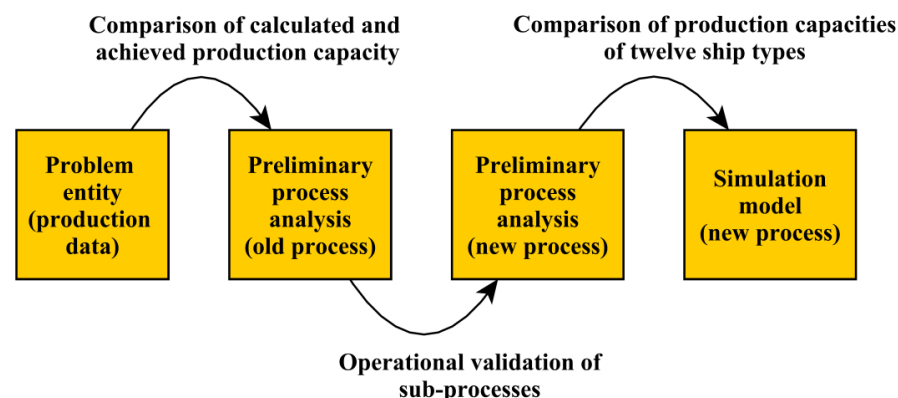 Comparison of calculated and
achieved production capacity
Comparison of production capacities
of twelve ship types
Problem
entity
(production
data)
Preliminary
process
analysis
(old process)
Preliminary
process
analysis
(new process)
Simulation
model
(new process)
Operational validation of
sub-processes